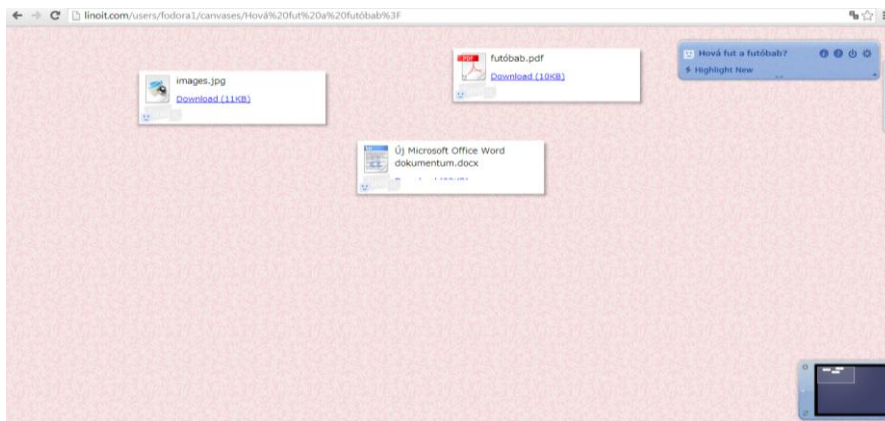 linoit.com/users/fodora1/canvases/Hová%20fut%20a%20futóbab%3F
images.jpg
Download (11KB)
PDF
futóbab.pdf
Download (10KB)
Hová fut a futóbab?
Highlight New
Új Microsoft Office Word
dokumentum.docx